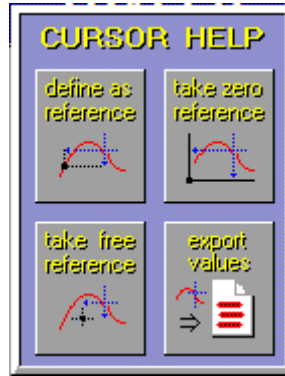 CURSOR HELP
define as
reference
take zero
reference
take free
reference
export
values